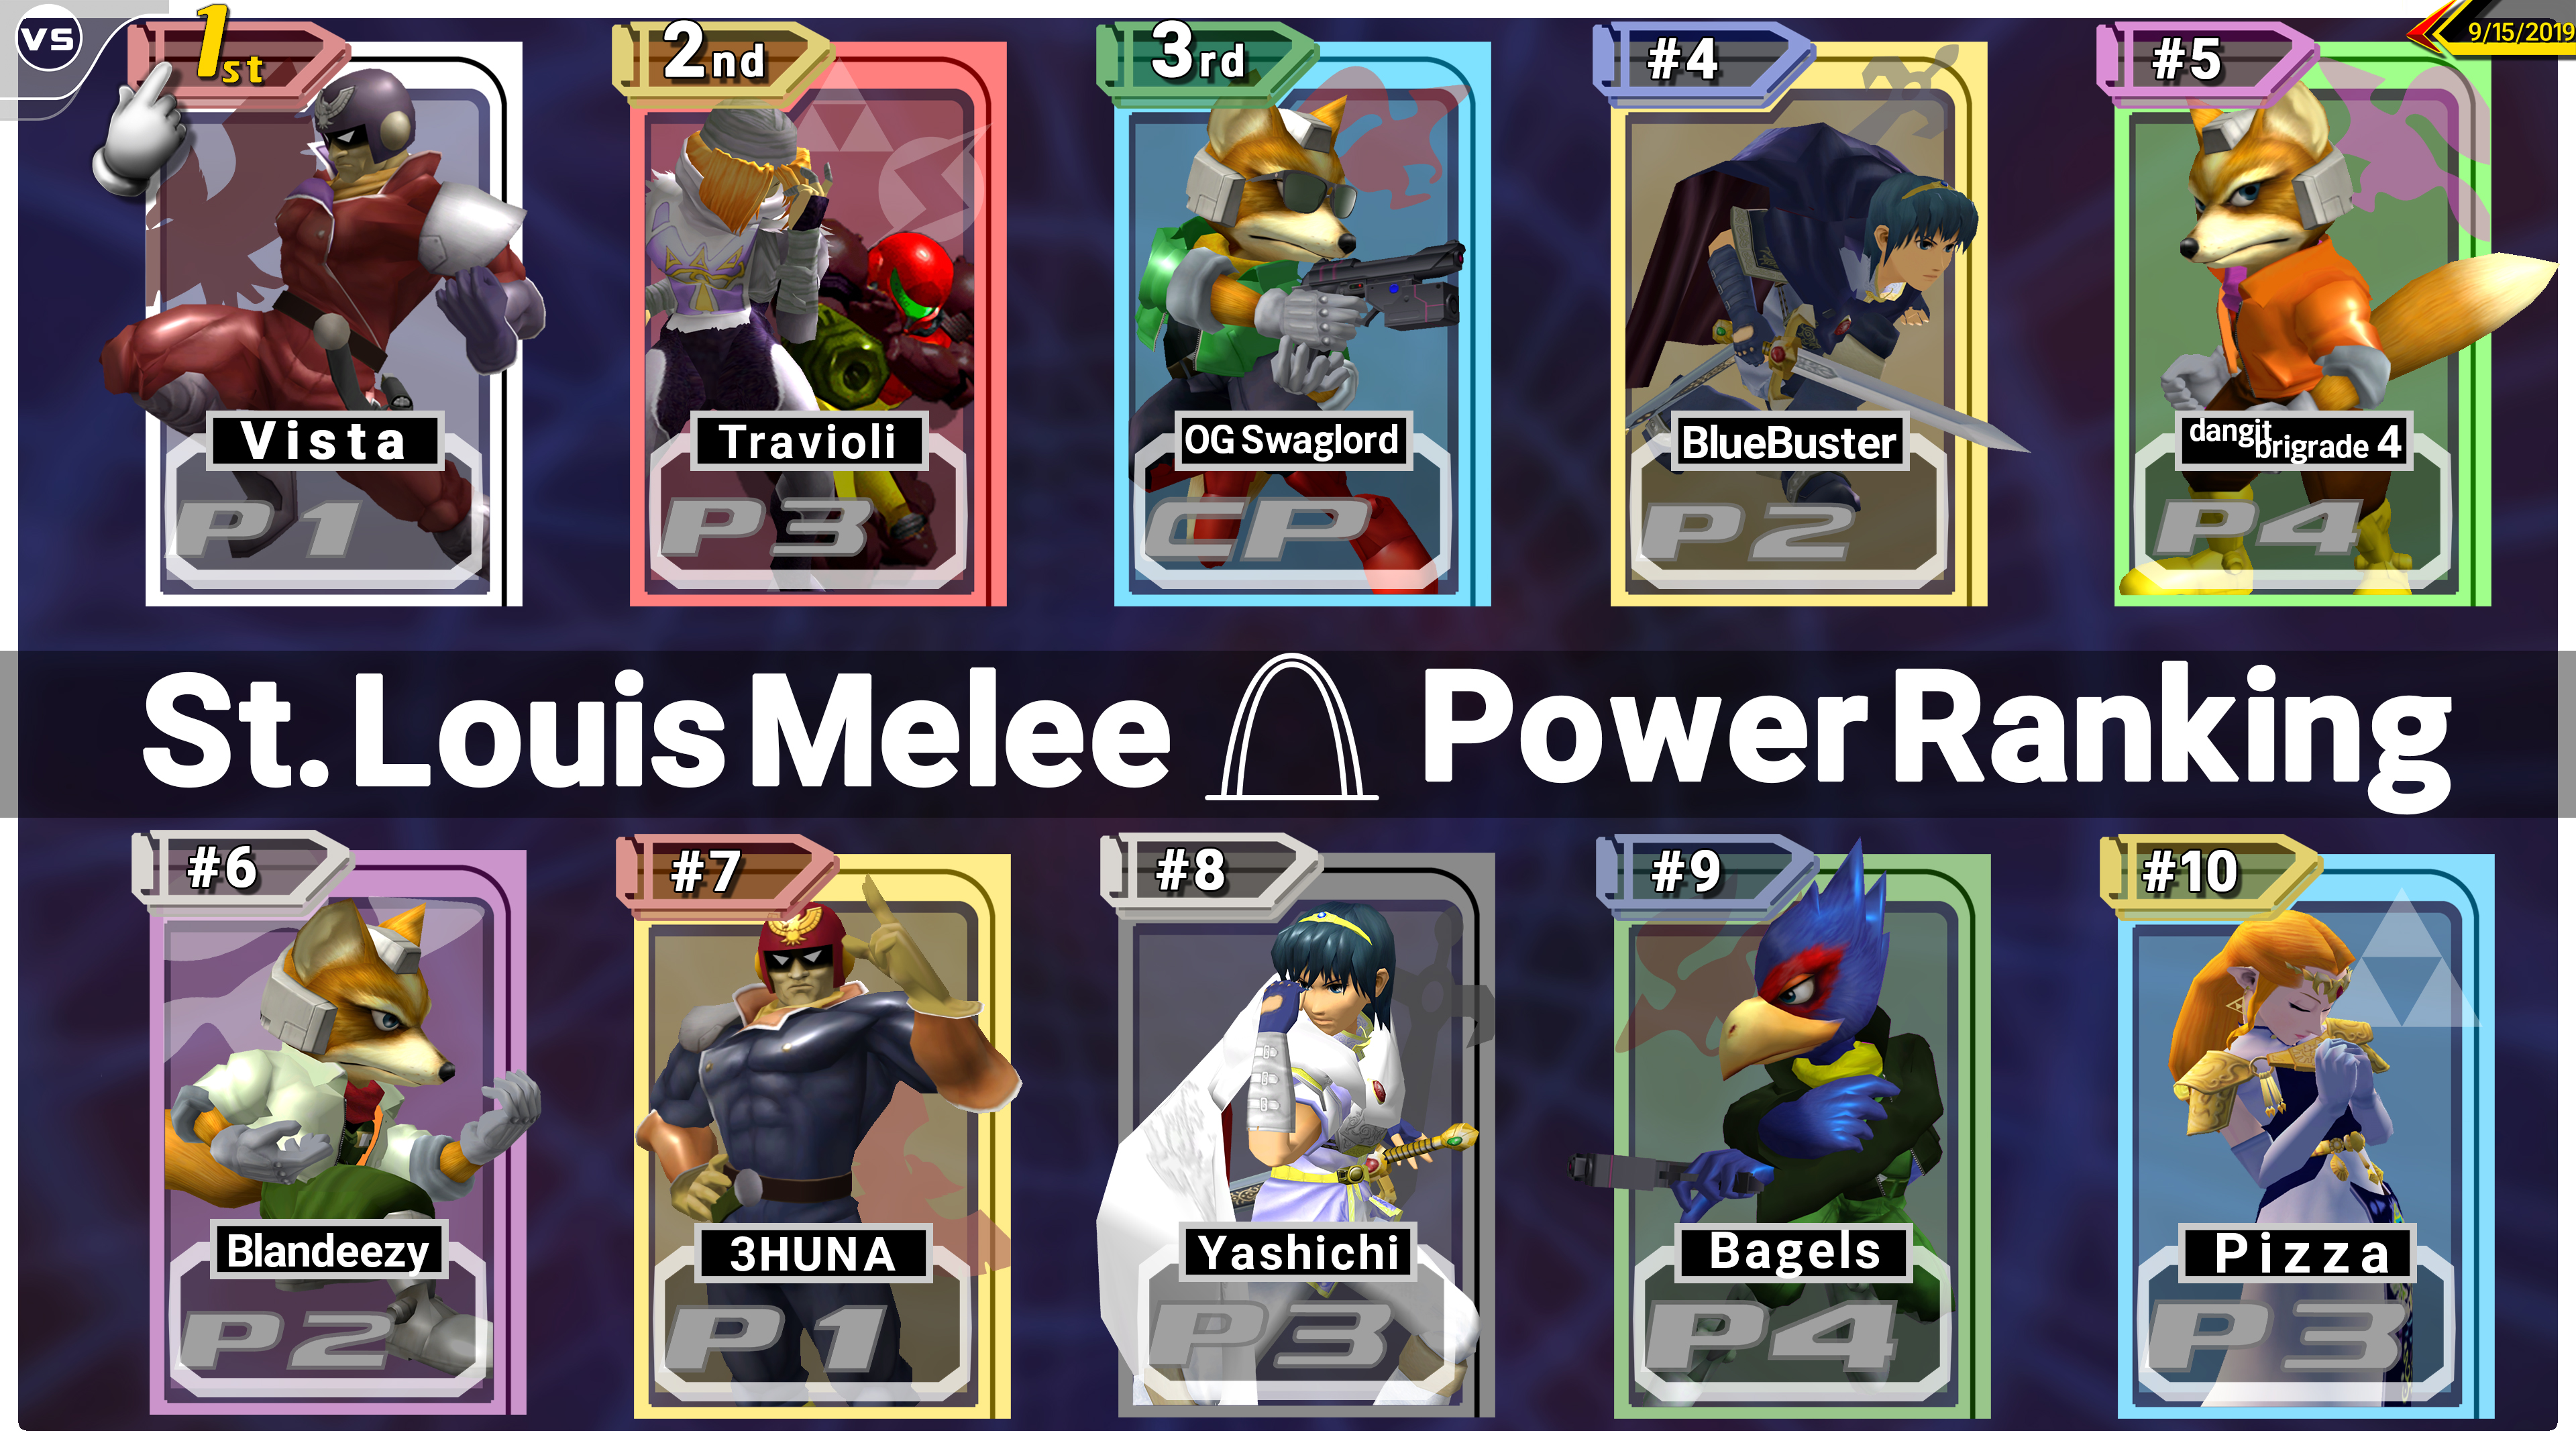 VS
1st
2nd
3rd
#4
#5
9/15/2019
Vista
Travioli
OG Swaglord
BlueBuster
dangitbrigrade 4
P1
P3
CP
P2
P4
St. Louis Melee Power Ranking
#6
#7
#8
#9
#10
Blandeezy
3HUNA
Yashichi
Bagels
Pizza
P2
P1
P3
P4
P3